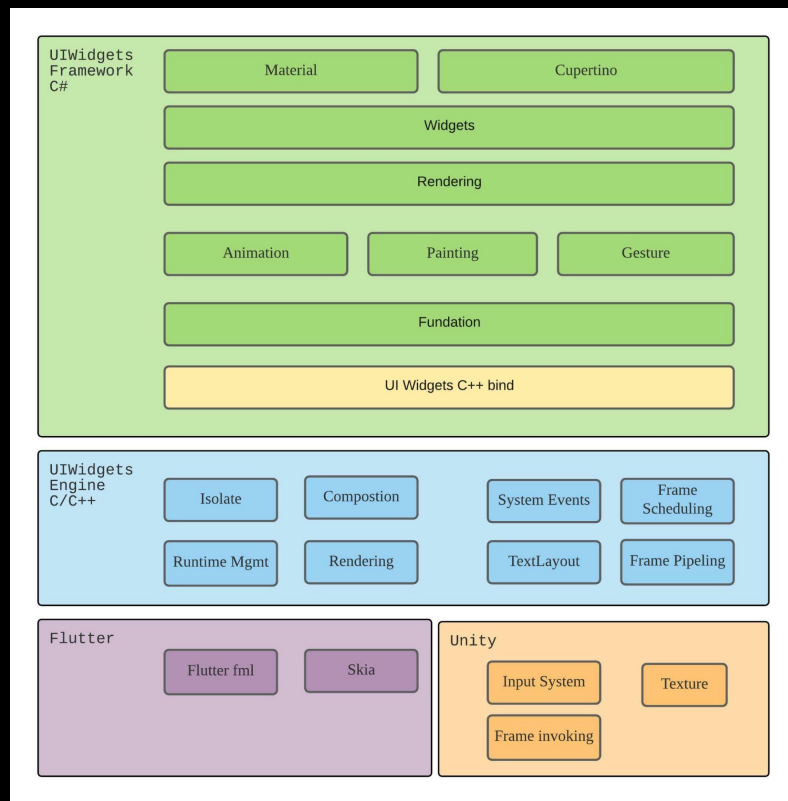 UIWidgets
Framework
C#
Material
Cupertino
Widgets
Rendering
Animation
Painting
Gesture
Fundation
UI Widgets C++ bind
UIWidgets
Engine
C/C++
Isolate
Compostion
System Events
Frame
Scheduling
Runtime Mgmt
Rendering
TextLayout
Frame Pipeling
Flutter
Flutter fml
Skia
Unity
Input System
Texture
Frame invoking